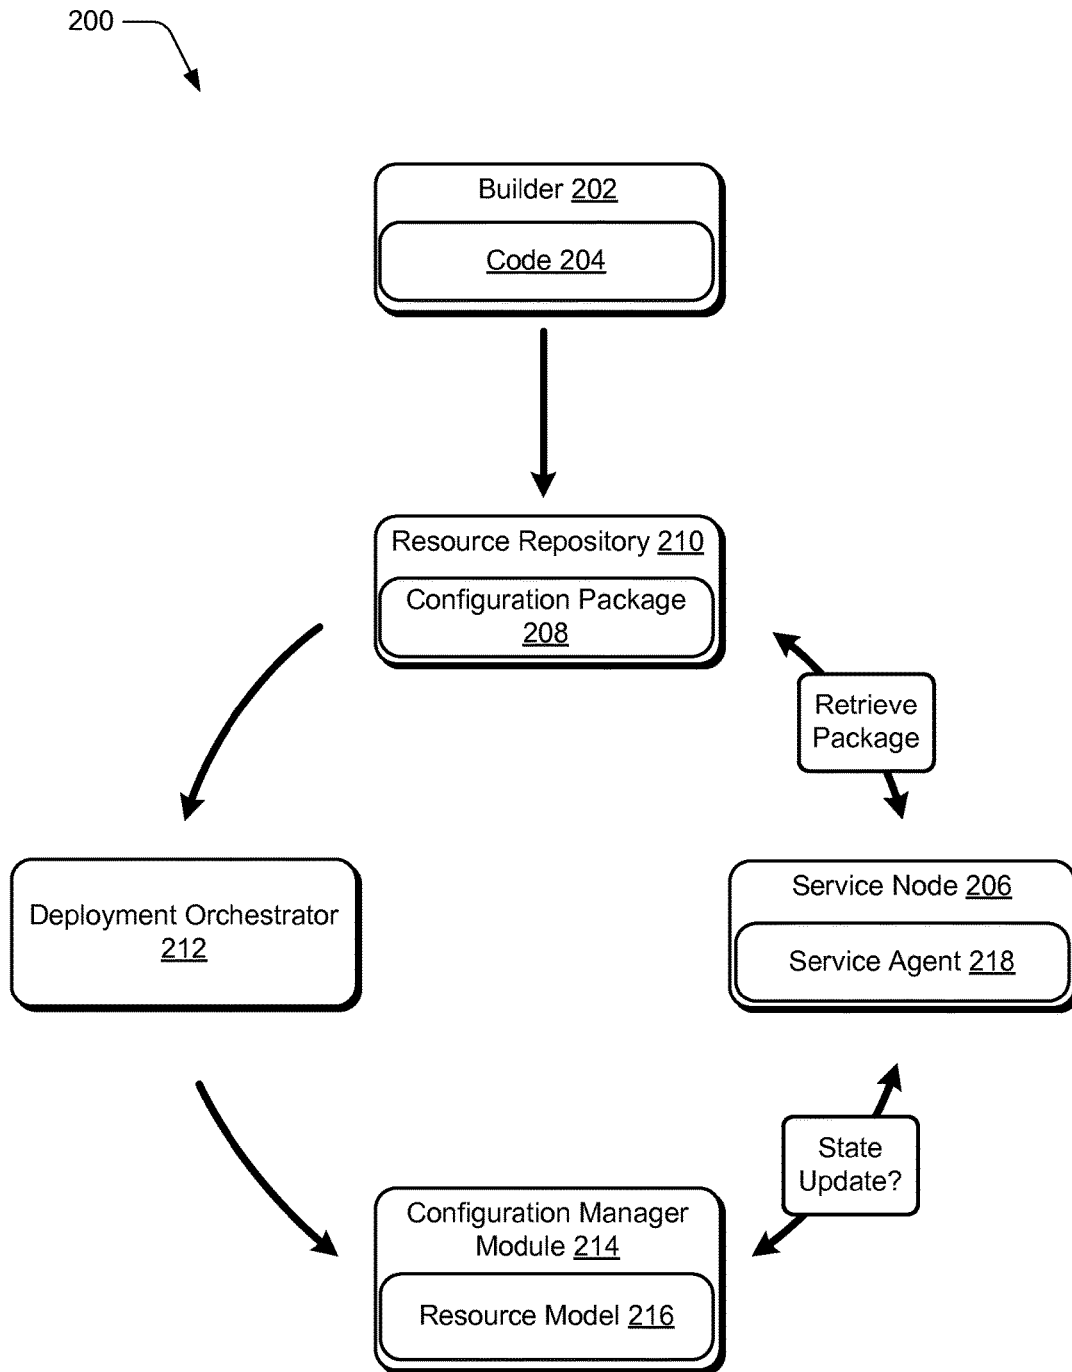 200
Builder 202
Code 204
Resource Repository 210
Configuration Package
208
Retrieve
Package
Deployment Orchestrator
212
Service Node 206
Service Agent 218
State
Update?
Configuration Manager
Module 214
Resource Model 216